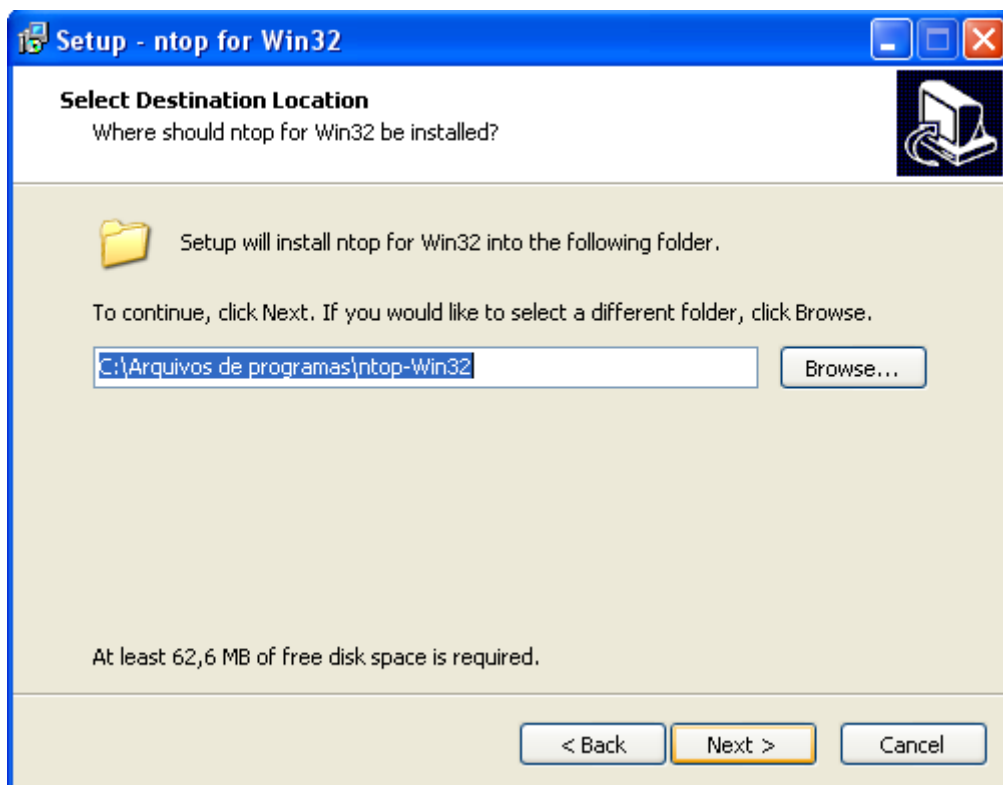 Setup - ntop for Win32
Select Destination Location
Where should ntop for Win32 be installed?
Setup will install ntop for Win32 into the following folder.
To continue, click Next. If you would like to select a different folder, click Browse.
C:\Arquivos de programas\ntop-Win32
Browse...
At least 62,6 MB of free disk space is required.
< Back
Next >
Cancel